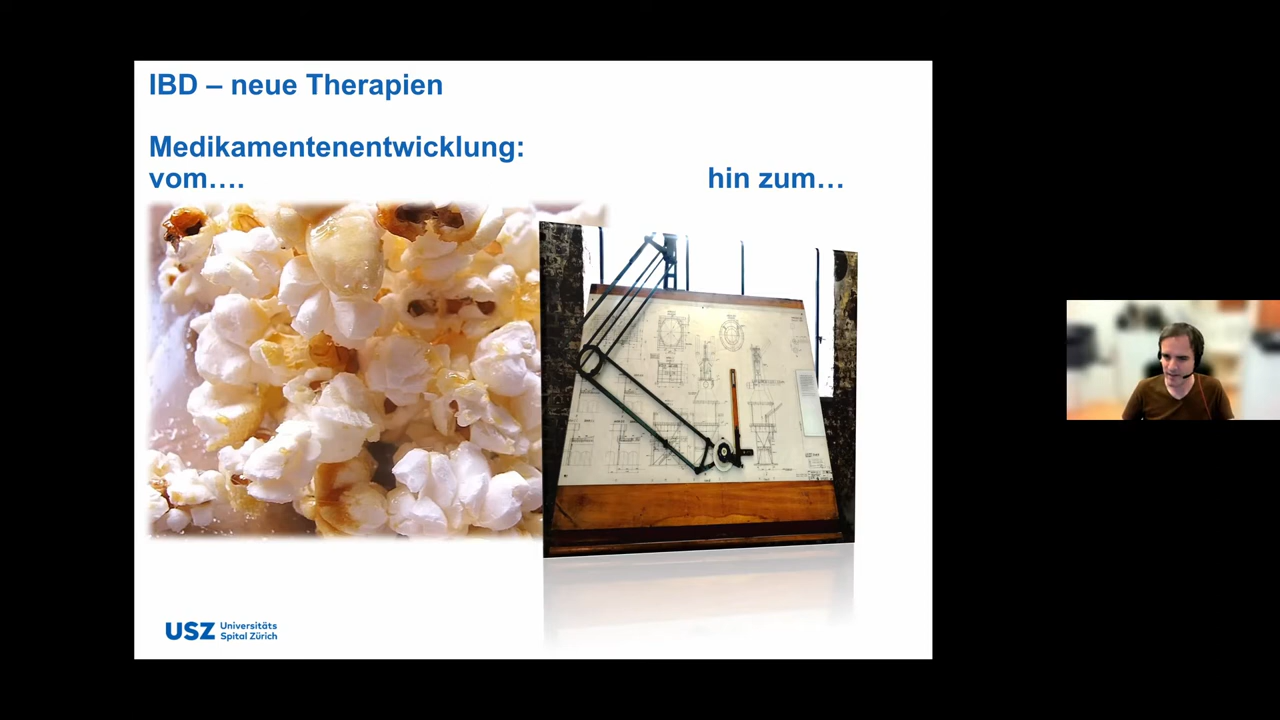 IBD – neue Therapien
Medikamentenentwicklung:
vom…. hin zum…
USZ Universitäts
Spital Zürich